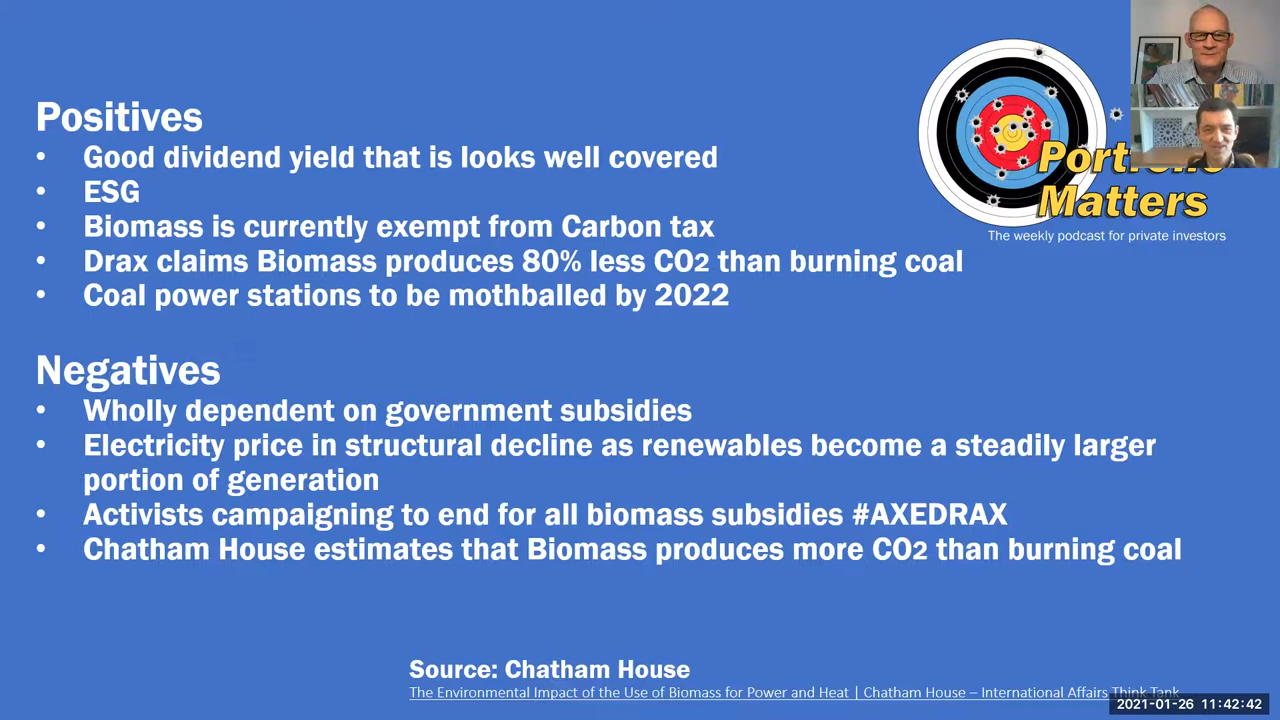 Positives
• Good dividend yield that is looks well covered
• ESG
• Biomass is currently exempt from Carbon tax
• Drax claims Biomass produces 80% less CO2 than burning coal
• Coal power stations to be mothballed by 2022
Matters
The weekly podcast for private investors
Negatives
• Wholly dependent on government subsidies
• Electricity price in structural decline as renewables become a steadily larger
portion of generation
• Activists campaigning to end for all biomass subsidies #AXEDRAX
• Chatham House estimates that Biomass produces more CO2 than burning coal
Source: Chatham House
The Environmental Impact of the Use of Biomass for Power and Heat | Chatham House – International Affairs Think Tank
2021-01-26 11:42:42